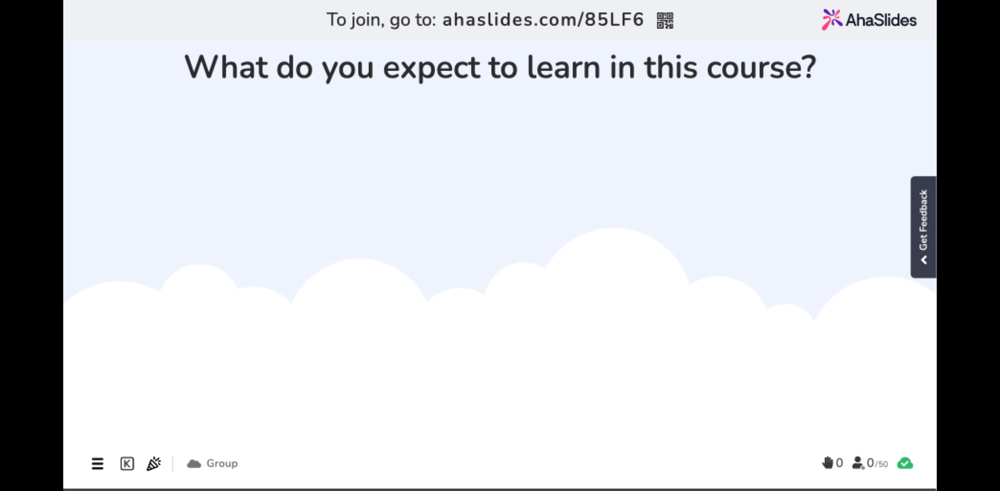 To join, go to: ahaslides.com/85LF6
AhaSlides
What do you expect to learn in this course?
Get Feedback
K
Group
0
0/50